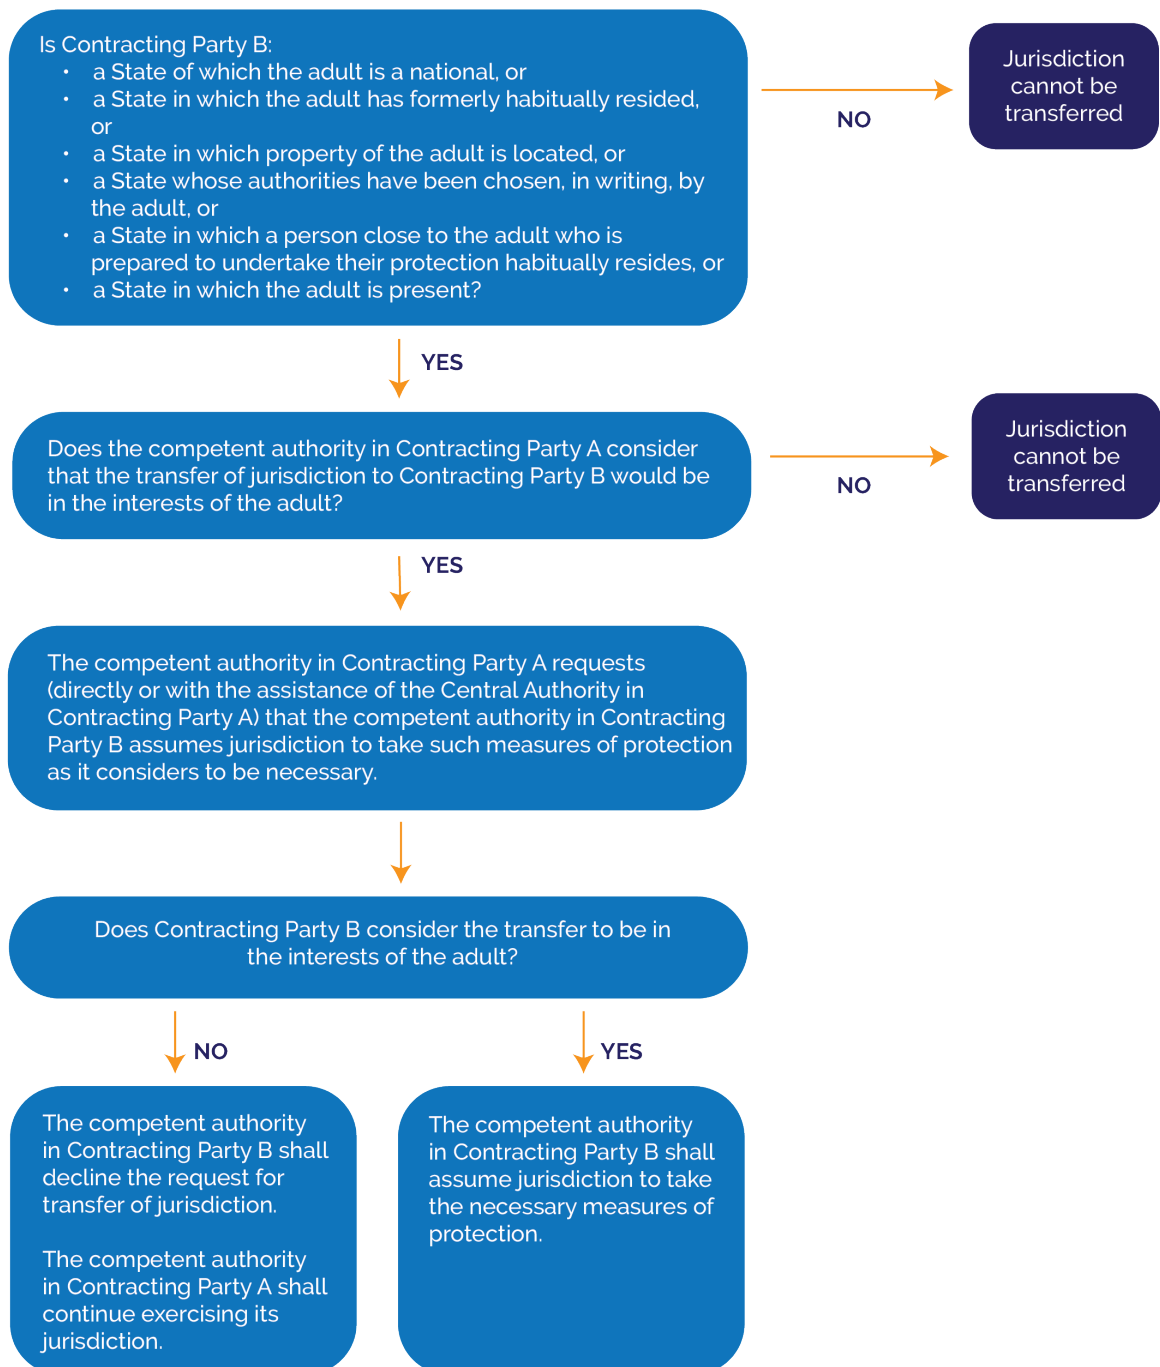 Is Contracting Party B:
• a State of which the adult is a national, or
• a State in which the adult has formerly habitually resided,
or
• a State in which property of the adult is located, or
• a State whose authorities have been chosen, in writing, by
the adult, or
• a State in which a person close to the adult who is
prepared to undertake their protection habitually resides, or
• a State in which the adult is present?
NO
Jurisdiction
cannot be
transferred
YES
Does the competent authority in Contracting Party A consider
that the transfer of jurisdiction to Contracting Party B would be
in the interests of the adult?
NO
Jurisdiction
cannot be
transferred
YES
The competent authority in Contracting Party A requests
(directly or with the assistance of the Central Authority in
Contracting Party A) that the competent authority in Contracting
Party B assumes jurisdiction to take such measures of protection
as it considers to be necessary.
Does Contracting Party B consider the transfer to be in
the interests of the adult?
NO
YES
The competent authority
in Contracting Party B shall
decline the request for
transfer of jurisdiction.
The competent authority
in Contracting Party A shall
continue exercising its
jurisdiction.
The competent authority
in Contracting Party B shall
assume jurisdiction to take
the necessary measures of
protection.